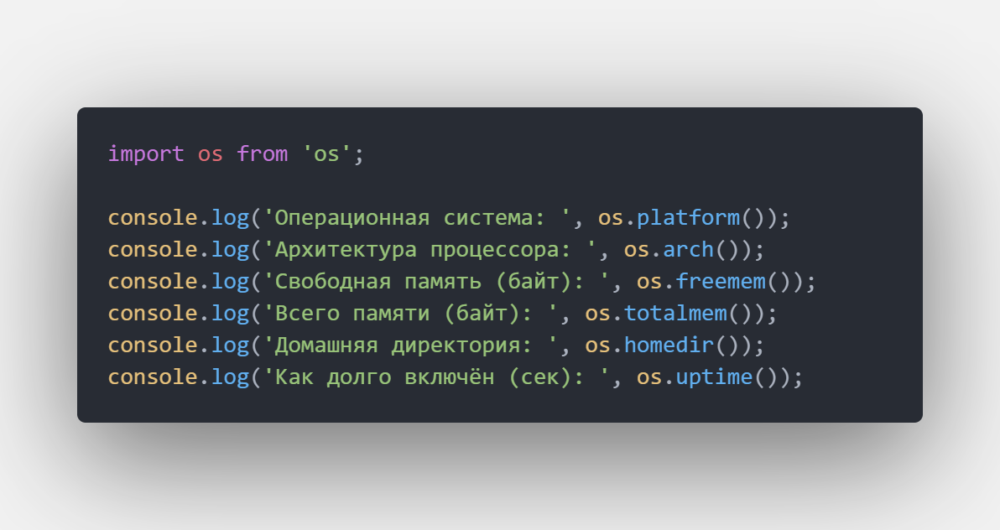 import os from 'os';
console.log('Операционная система: ', os.platform());
console.log('Архитектура процессора: ', os.arch());
console.log('Свободная память (байт): ', os.freemem());
console.log('Всего памяти (байт): ', os.totalmem());
console.log('Домашняя директория: ', os.homedir());
console.log('Как долго включён (сек): ', os.uptime());